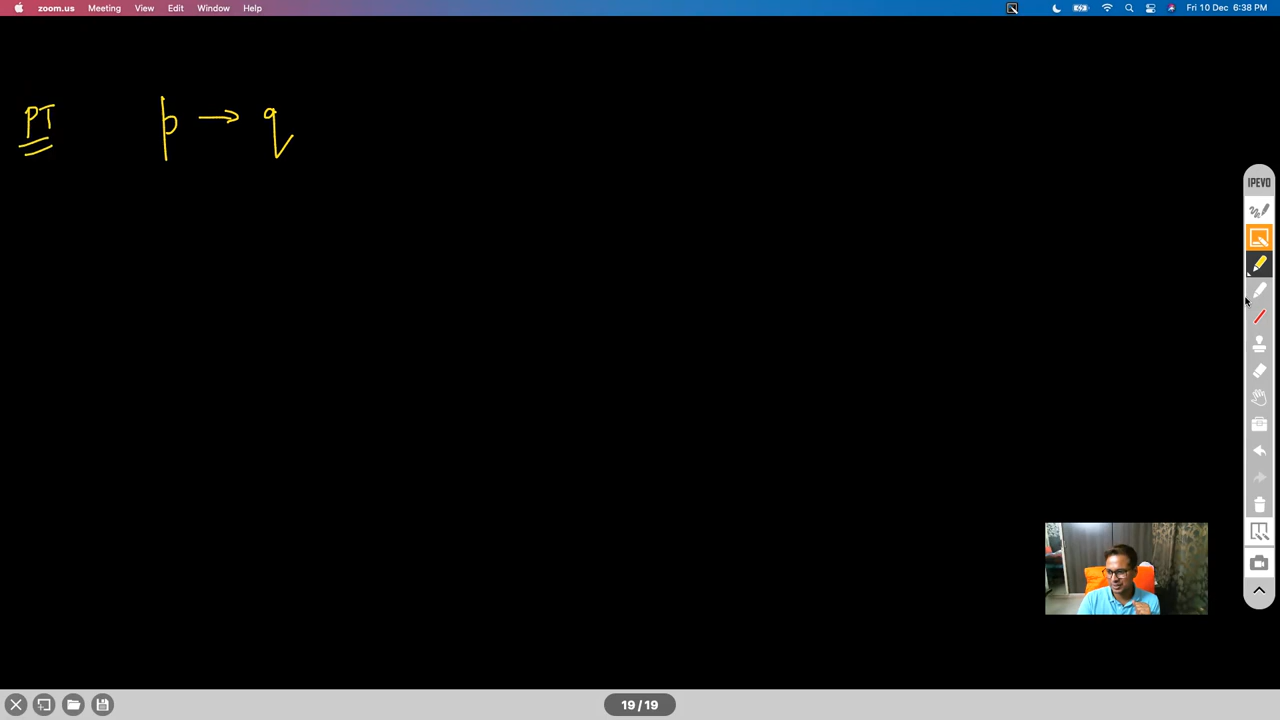 zoom.us Meeting View Edit Window Help Fri 10 Dec 6:38 PM
PT p → q
IPEVO
19 / 19